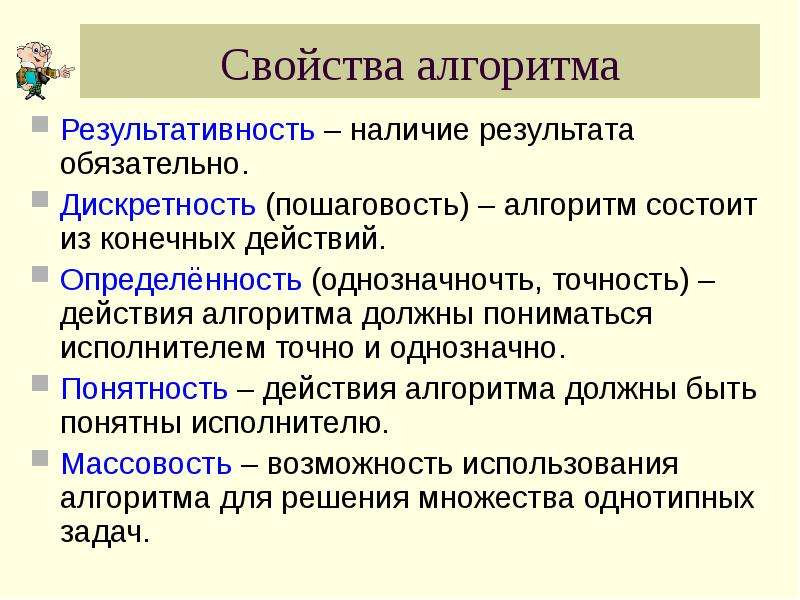 Свойства алгоритма
Результативность – наличие результата
обязательно.
Дискретность (пошаговость) – алгоритм состоит
из конечных действий.
Определённость (однозначночть, точность) –
действия алгоритма должны пониматься
исполнителем точно и однозначно.
Понятность – действия алгоритма должны быть
понятны исполнителю.
Массовость – возможность использования
алгоритма для решения множества однотипных
задач.